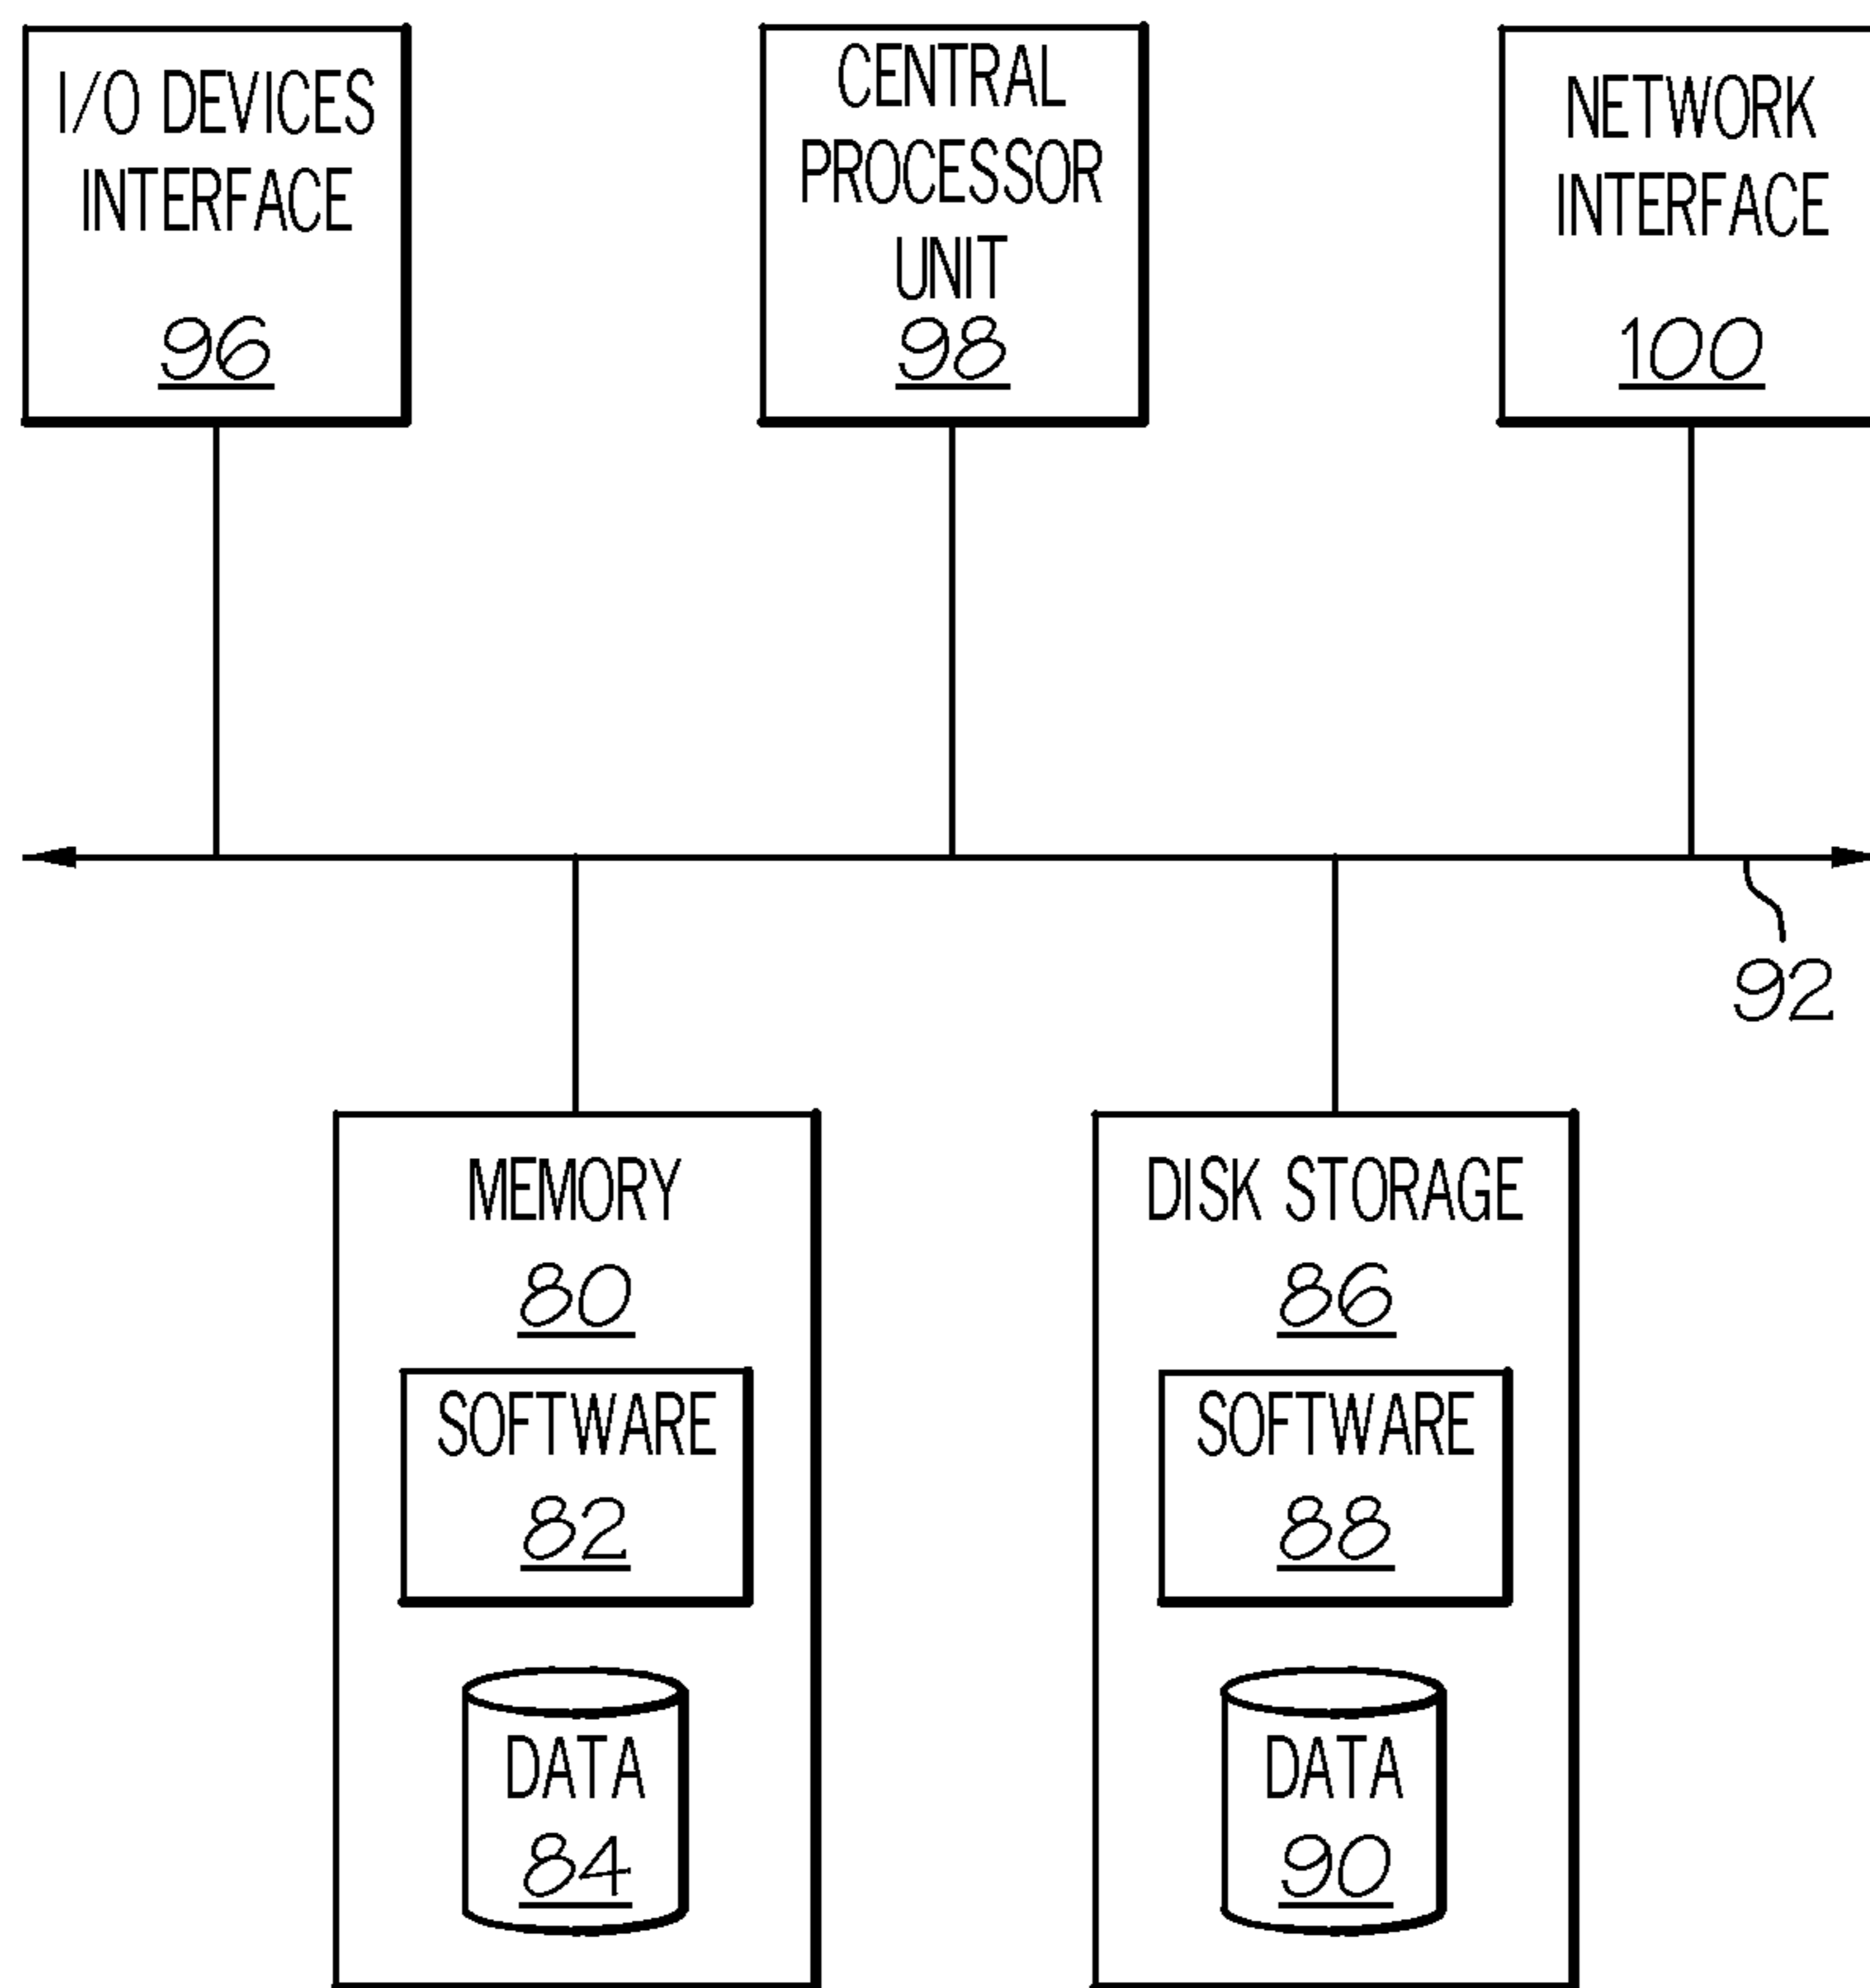 I/O DEVICES
INTERFACE
96
CENTRAL
PROCESSOR
UNIT
98
NETWORK
INTERFACE
100
92
MEMORY
80
SOFTWARE
82
DATA
84
DISK STORAGE
86
SOFTWARE
88
DATA
90